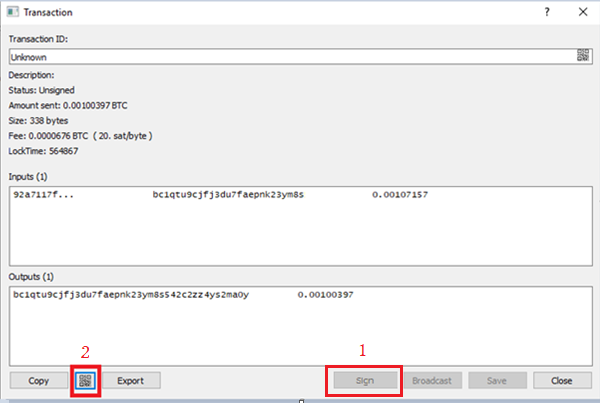 Transaction
Transaction ID:
Unknown
Description:
Status: Unsigned
Amount sent: 0.00100397 BTC
Size: 338 bytes
Fee: 0.0000676 BTC ( 20. sat/byte )
LockTime: 564867
Inputs (1)
92a7117f... bc1qtu9cjfj3du7faepnk23ym8s 0.00107157
Outputs (1)
bc1qtu9cjfj3du7faepnk23ym8s542c2zz4ys2ma0y 0.00100397
2 1
Copy Export Sign Broadcast Save Close